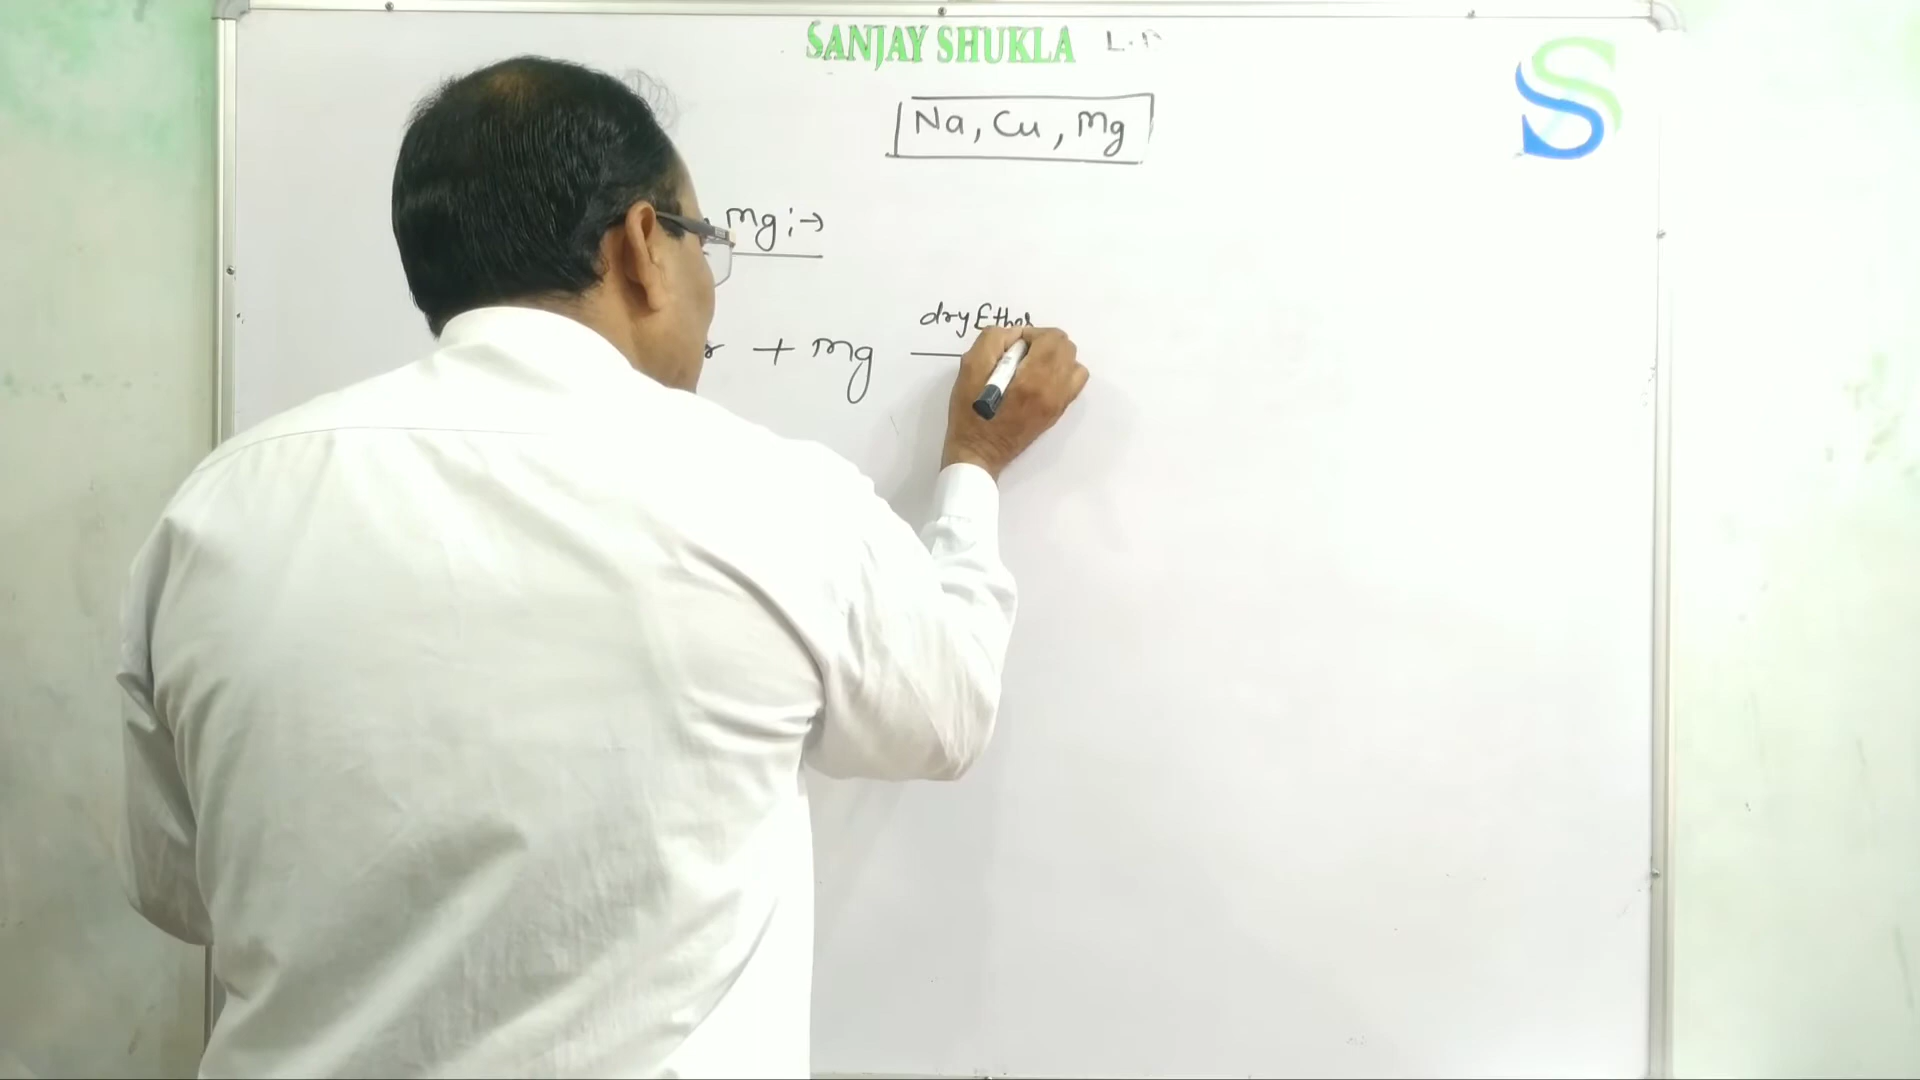 SANJAY SHUKLA L.
Na, Cu, Mg
Mg :→
dry Ether
+ Mg